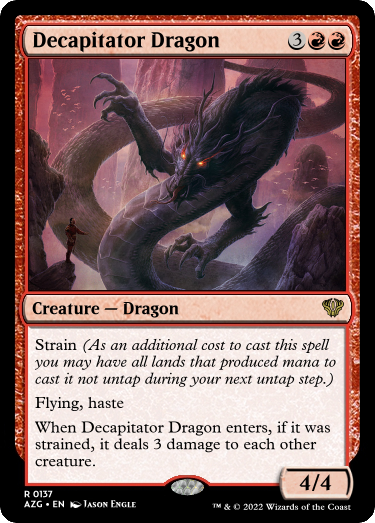 Decapitator Dragon 3
Creature — Dragon
Strain (As an additional cost to cast this spell
you may have all lands that produced mana to
cast it not untap during your next untap step.)
Flying, haste
When Decapitator Dragon enters, if it was
strained, it deals 3 damage to each other
creature.
4/4
R 0137
AZG • EN Jason Engle
™ & © 2022 Wizards of the Coast